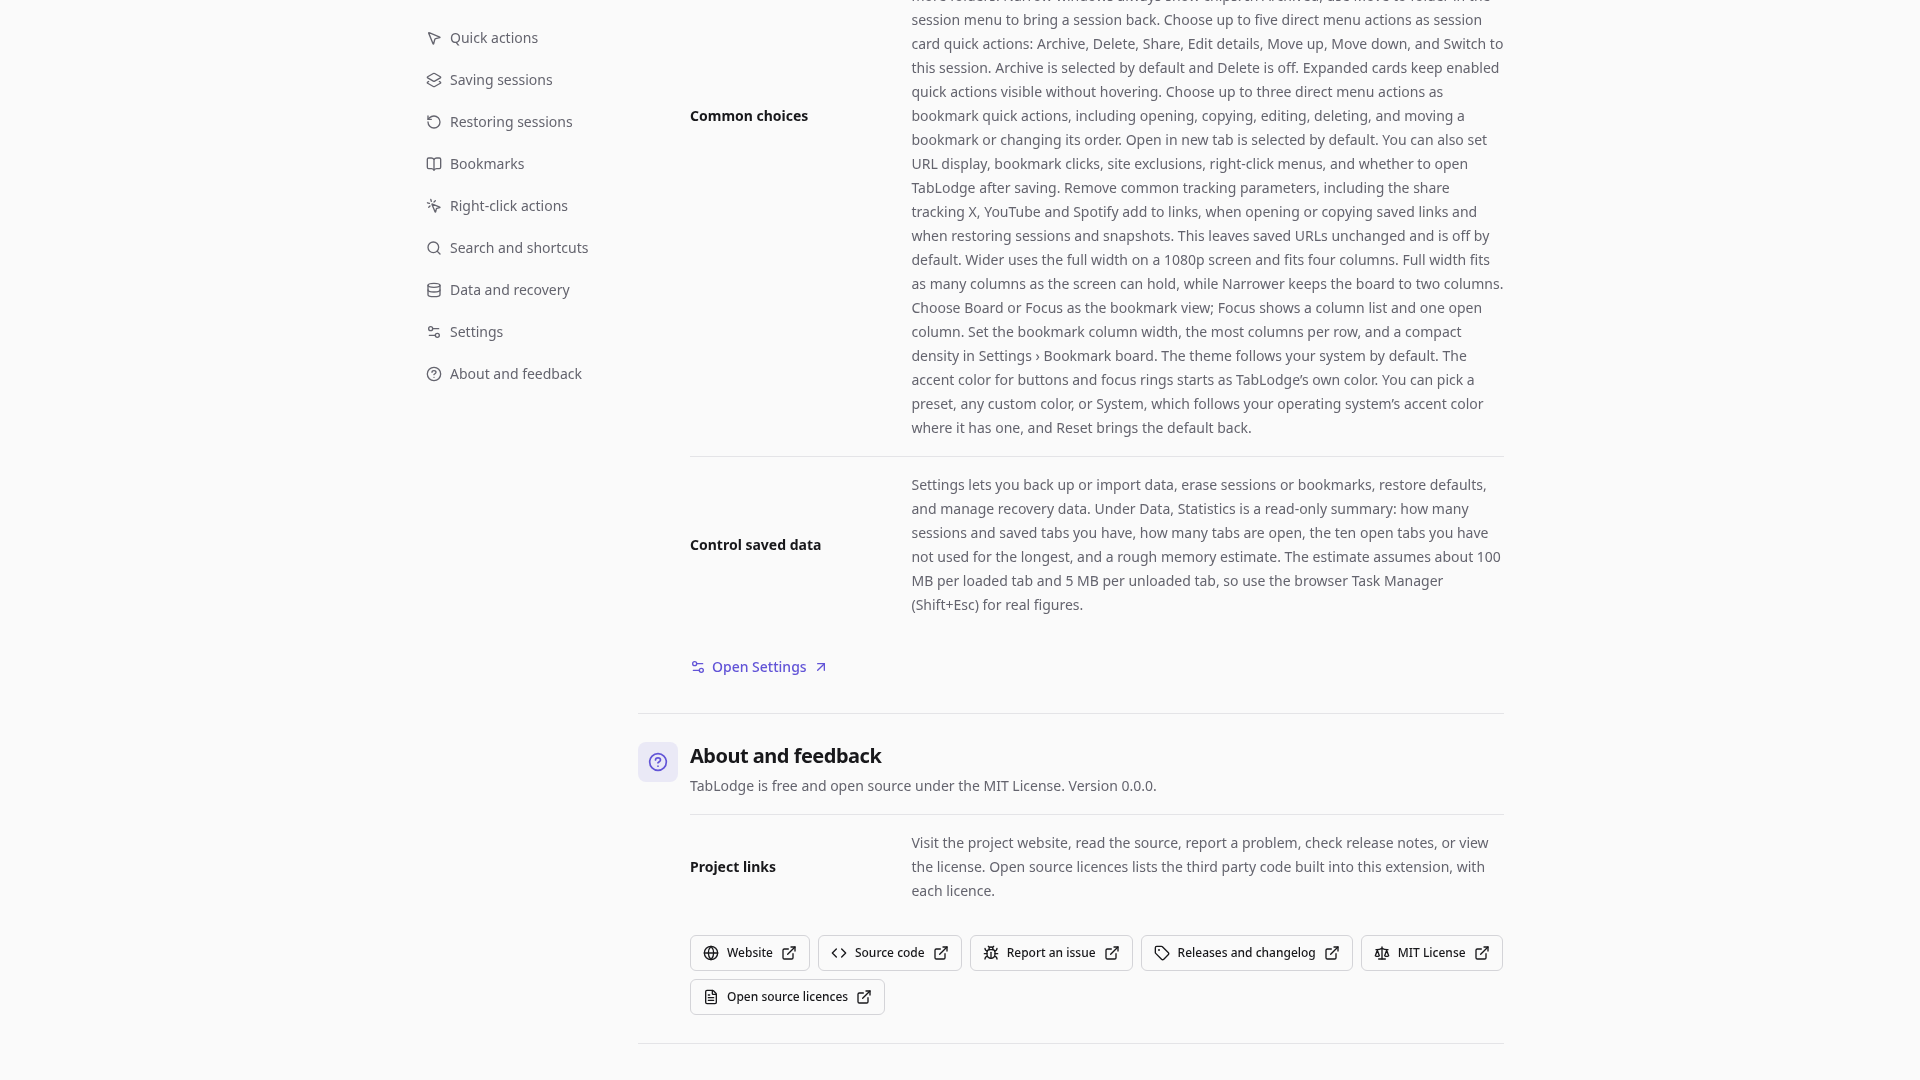 Quick actions
Saving sessions
Restoring sessions
Bookmarks
Right-click actions
Search and shortcuts
Data and recovery
Settings
About and feedback
Common choices
session menu to bring a session back. Choose up to five direct menu actions as session
card quick actions: Archive, Delete, Share, Edit details, Move up, Move down, and Switch to
this session. Archive is selected by default and Delete is off. Expanded cards keep enabled
quick actions visible without hovering. Choose up to three direct menu actions as
bookmark quick actions, including opening, copying, editing, deleting, and moving a
bookmark or changing its order. Open in new tab is selected by default. You can also set
URL display, bookmark clicks, site exclusions, right-click menus, and whether to open
TabLodge after saving. Remove common tracking parameters, including the share
tracking X, YouTube and Spotify add to links, when opening or copying saved links and
when restoring sessions and snapshots. This leaves saved URLs unchanged and is off by
default. Wider uses the full width on a 1080p screen and fits four columns. Full width fits
as many columns as the screen can hold, while Narrower keeps the board to two columns.
Choose Board or Focus as the bookmark view; Focus shows a column list and one open
column. Set the bookmark column width, the most columns per row, and a compact
density in Settings › Bookmark board. The theme follows your system by default. The
accent color for buttons and focus rings starts as TabLodge’s own color. You can pick a
preset, any custom color, or System, which follows your operating system’s accent color
where it has one, and Reset brings the default back.
Control saved data
Settings lets you back up or import data, erase sessions or bookmarks, restore defaults,
and manage recovery data. Under Data, Statistics is a read-only summary: how many
sessions and saved tabs you have, how many tabs are open, the ten open tabs you have
not used for the longest, and a rough memory estimate. The estimate assumes about 100
MB per loaded tab and 5 MB per unloaded tab, so use the browser Task Manager
(Shift+Esc) for real figures.
Open Settings
About and feedback
TabLodge is free and open source under the MIT License. Version 0.0.0.
Project links
Visit the project website, read the source, report a problem, check release notes, or view
the license. Open source licences lists the third party code built into this extension, with
each licence.
Website
Source code
Report an issue
Releases and changelog
MIT License
Open source licences